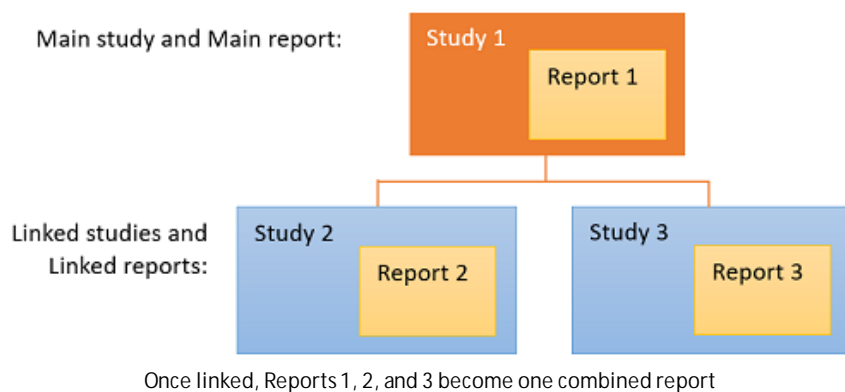 Main study and Main report:
Study 1
Report 1
Linked studies and
Linked reports:
Study 2
Report 2
Study 3
Report 3
Once linked, Reports 1, 2, and 3 become one combined report